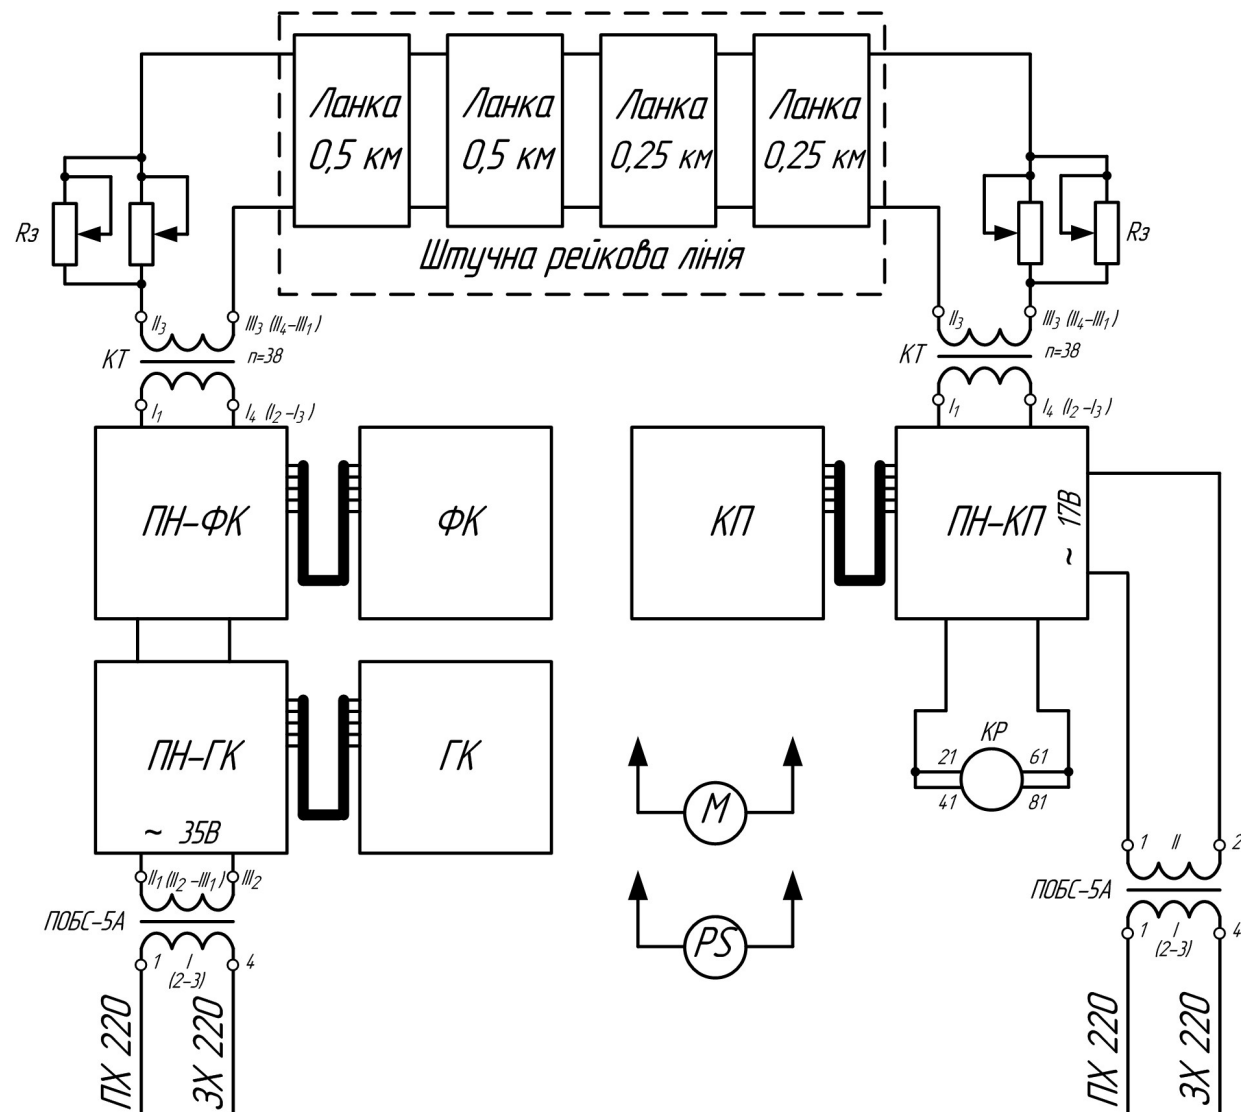 Ланка
0,5 км
Ланка
0,5 км
Ланка
0,25 км
Ланка
0,25 км
Rз
Rз
Штучна рейкова лінія
II₃
III₃ (II₄–III₁)
КТ
n=38
I₁
I₄ (I₂–I₃)
II₃
III₃ (II₄–III₁)
КТ
n=38
I₁
I₄ (I₂–I₃)
ПН–ФК
ФК
КП
ПН–КП
~ 17В
ПН–ГК
~ 35В
ГК
КР
21
61
41
81
М
PS
II₁ (II₂–III₁) III₂
ПОБС–5А
1
I
4
(2–3)
ПХ 220
ЗХ 220
1
II
2
ПОБС–5А
1
I
4
(2–3)
ПХ 220
ЗХ 220